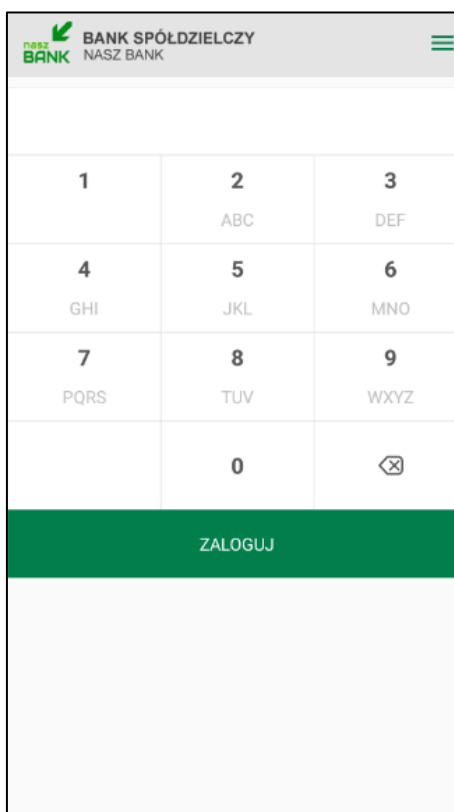 nasz
BANK
BANK SPÓŁDZIELCZY
NASZ BANK
1 2 3
ABC DEF
4 5 6
GHI JKL MNO
7 8 9
PQRS TUV WXYZ
0
ZALOGUJ